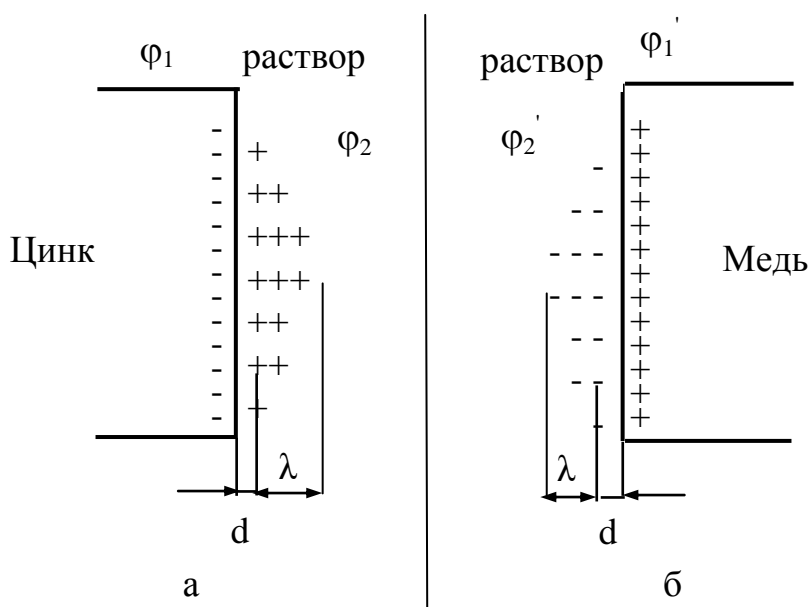 φ₁ раствор
φ₂
Цинк
- + 
- ++
- +++
- +++
- ++
- ++
- +
λ
d
а
раствор φ₁'
φ₂'
Медь
- +
- - +
- - - +
- - - +
- - +
- - +
- +
λ
d
б